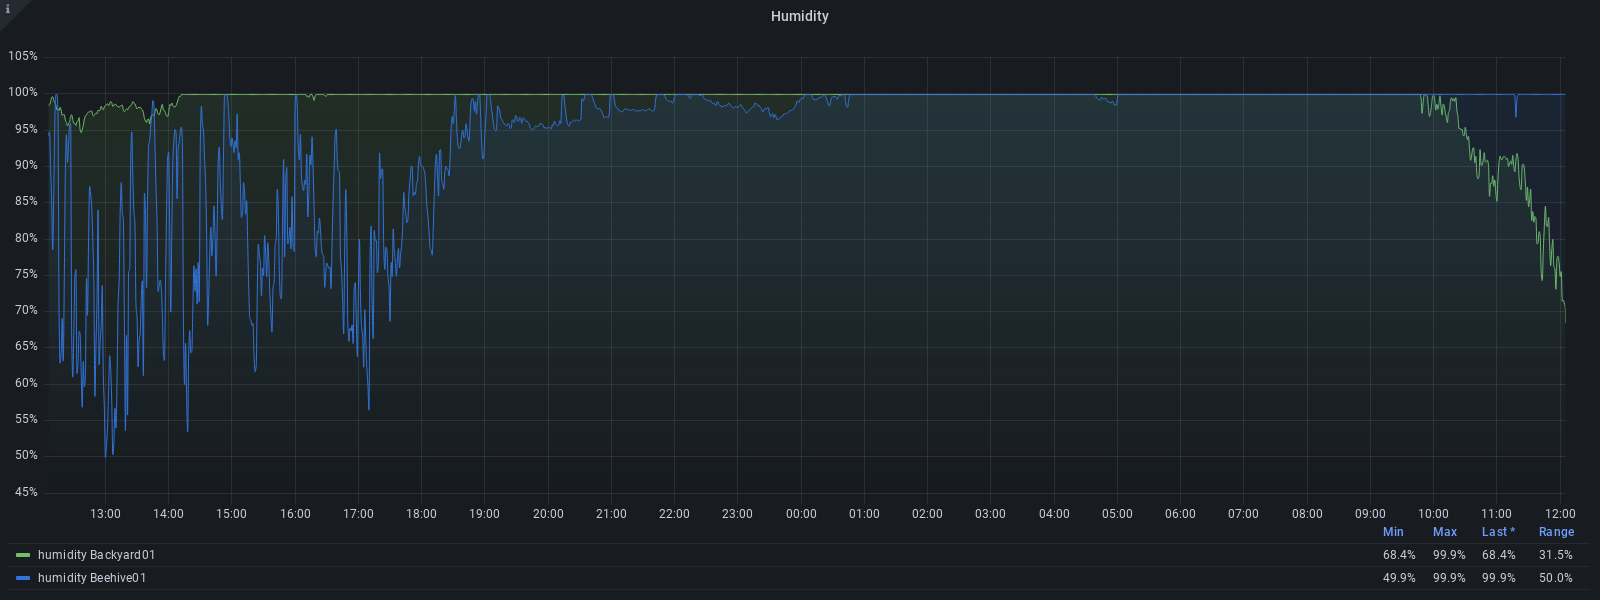 i
Humidity
105%
100%
95%
90%
85%
80%
75%
70%
65%
60%
55%
50%
45%
13:00 14:00 15:00 16:00 17:00 18:00 19:00 20:00 21:00 22:00 23:00 00:00 01:00 02:00 03:00 04:00 05:00 06:00 07:00 08:00 09:00 10:00 11:00 12:00
Min Max Last * Range
humidity Backyard01 68.4% 99.9% 68.4% 31.5%
humidity Beehive01 49.9% 99.9% 99.9% 50.0%